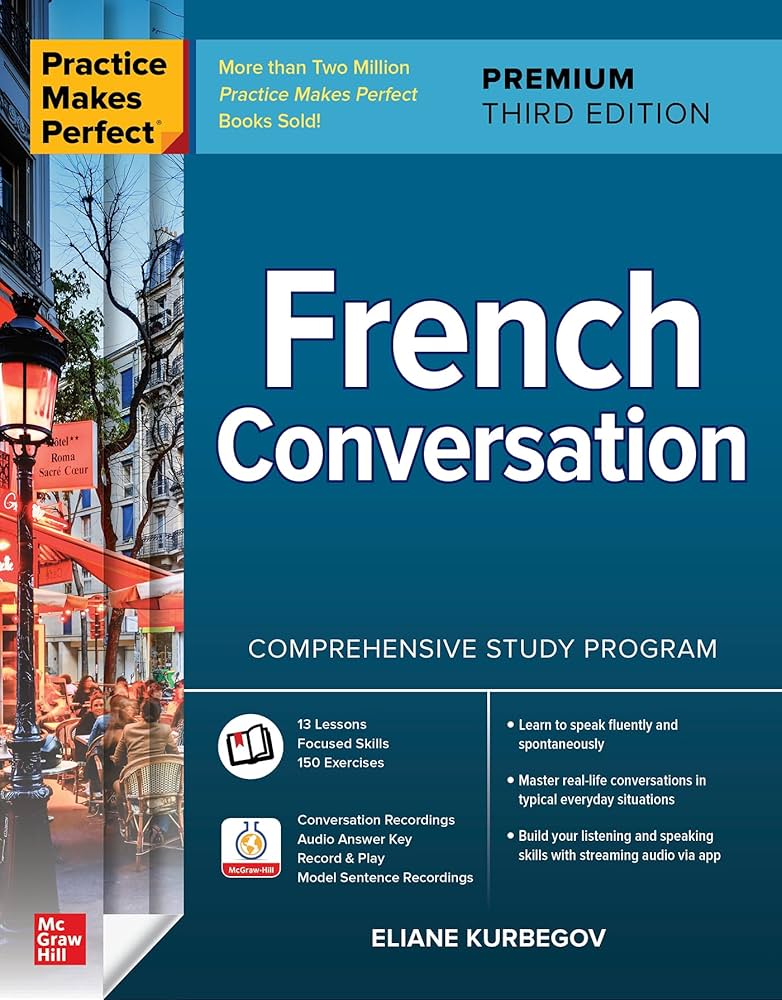 Practice
Makes
Perfect®
More than Two Million
Practice Makes Perfect
Books Sold!
PREMIUM
THIRD EDITION
French
Conversation
Hôtel**
Roma
Sacré Cœur
COMPREHENSIVE STUDY PROGRAM
13 Lessons
Focused Skills
150 Exercises
McGraw-Hill
Conversation Recordings
Audio Answer Key
Record & Play
Model Sentence Recordings
• Learn to speak fluently and
spontaneously
• Master real-life conversations in
typical everyday situations
• Build your listening and speaking
skills with streaming audio via app
Mc
Graw
Hill
ELIANE KURBEGOV